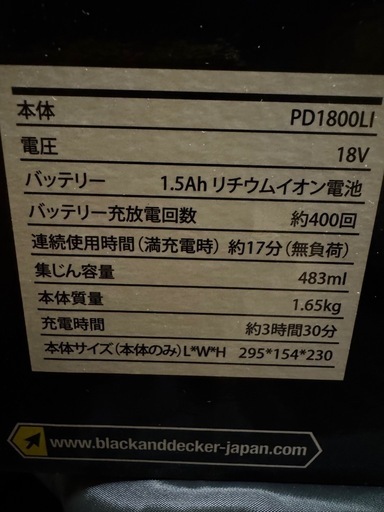 本体 PD1800LI
電圧 18V
バッテリー 1.5Ah リチウムイオン電池
バッテリー充放電回数 約400回
連続使用時間(満充電時) 約17分(無負荷)
集じん容量 483ml
本体質量 1.65kg
充電時間 約3時間30分
本体サイズ(本体のみ)L*W*H 295*154*230
www.blackanddecker-japan.com